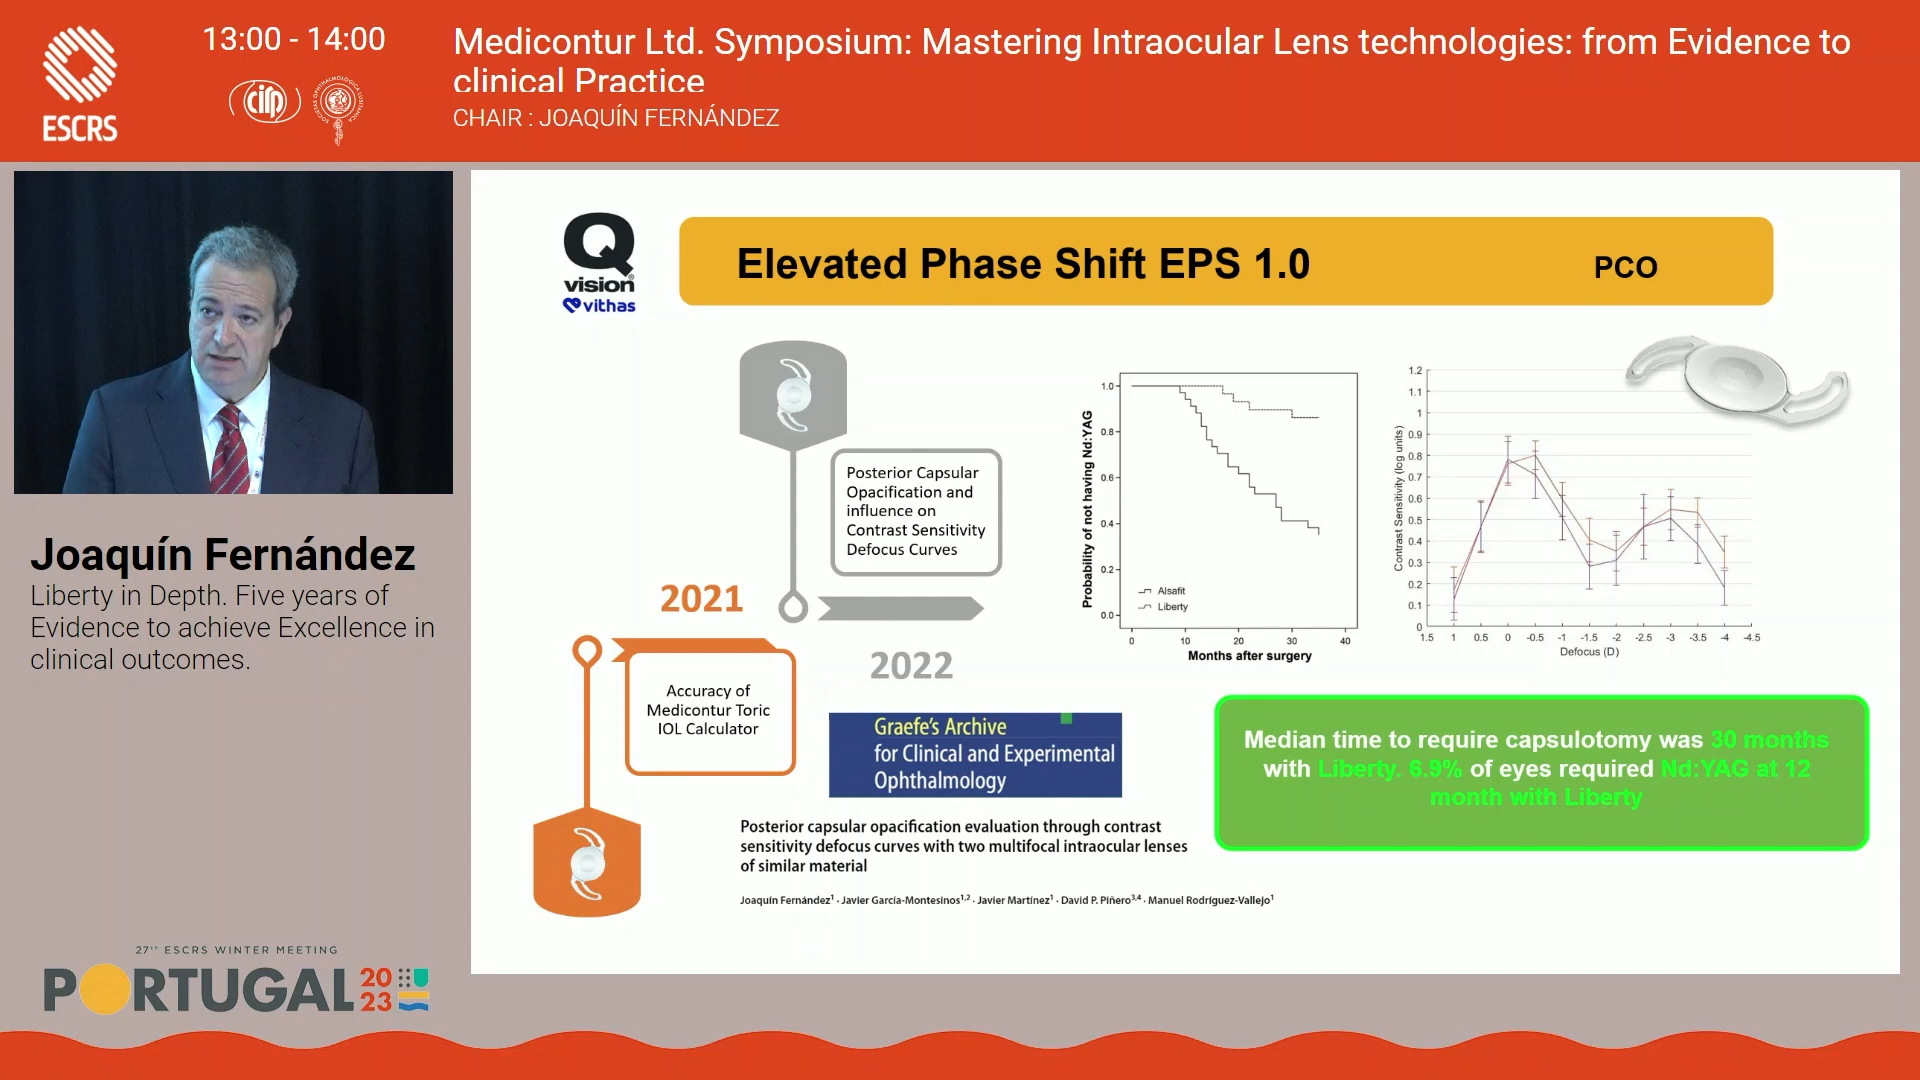 13:00 - 14:00
Medicontur Ltd. Symposium: Mastering Intraocular Lens technologies: from Evidence to
clinical Practice
CHAIR : JOAQUÍN FERNÁNDEZ
ESCRS
cirp
Joaquín Fernández
Liberty in Depth. Five years of
Evidence to achieve Excellence in
clinical outcomes.
27th ESCRS WINTER MEETING
PORTUGAL 20
23
Q
vision
vithas
Elevated Phase Shift EPS 1.0
PCO
Posterior Capsular
Opacification and
influence on
Contrast Sensitivity
Defocus Curves
2021
2022
Accuracy of
Medicontur Toric
IOL Calculator
Graefe's Archive
for Clinical and Experimental
Ophthalmology
Posterior capsular opacification evaluation through contrast
sensitivity defocus curves with two multifocal intraocular lenses
of similar material
Joaquín Fernández1 · Javier García-Montesinos1,2 · Javier Martínez1 · David P. Piñero3,4 · Manuel Rodríguez-Vallejo1
Probability of not having Nd:YAG
1.0
0.8
0.6
0.4
0.2
0.0
Alsafit
Liberty
0 10 20 30 40
Months after surgery
Contrast Sensitivity (log units)
1.2
1.1
1
0.9
0.8
0.7
0.6
0.5
0.4
0.3
0.2
0.1
0
1.5 1 0.5 0 -0.5 -1 -1.5 -2 -2.5 -3 -3.5 -4 -4.5
Defocus (D)
Median time to require capsulotomy was 30 months
with Liberty. 6.9% of eyes required Nd:YAG at 12
month with Liberty